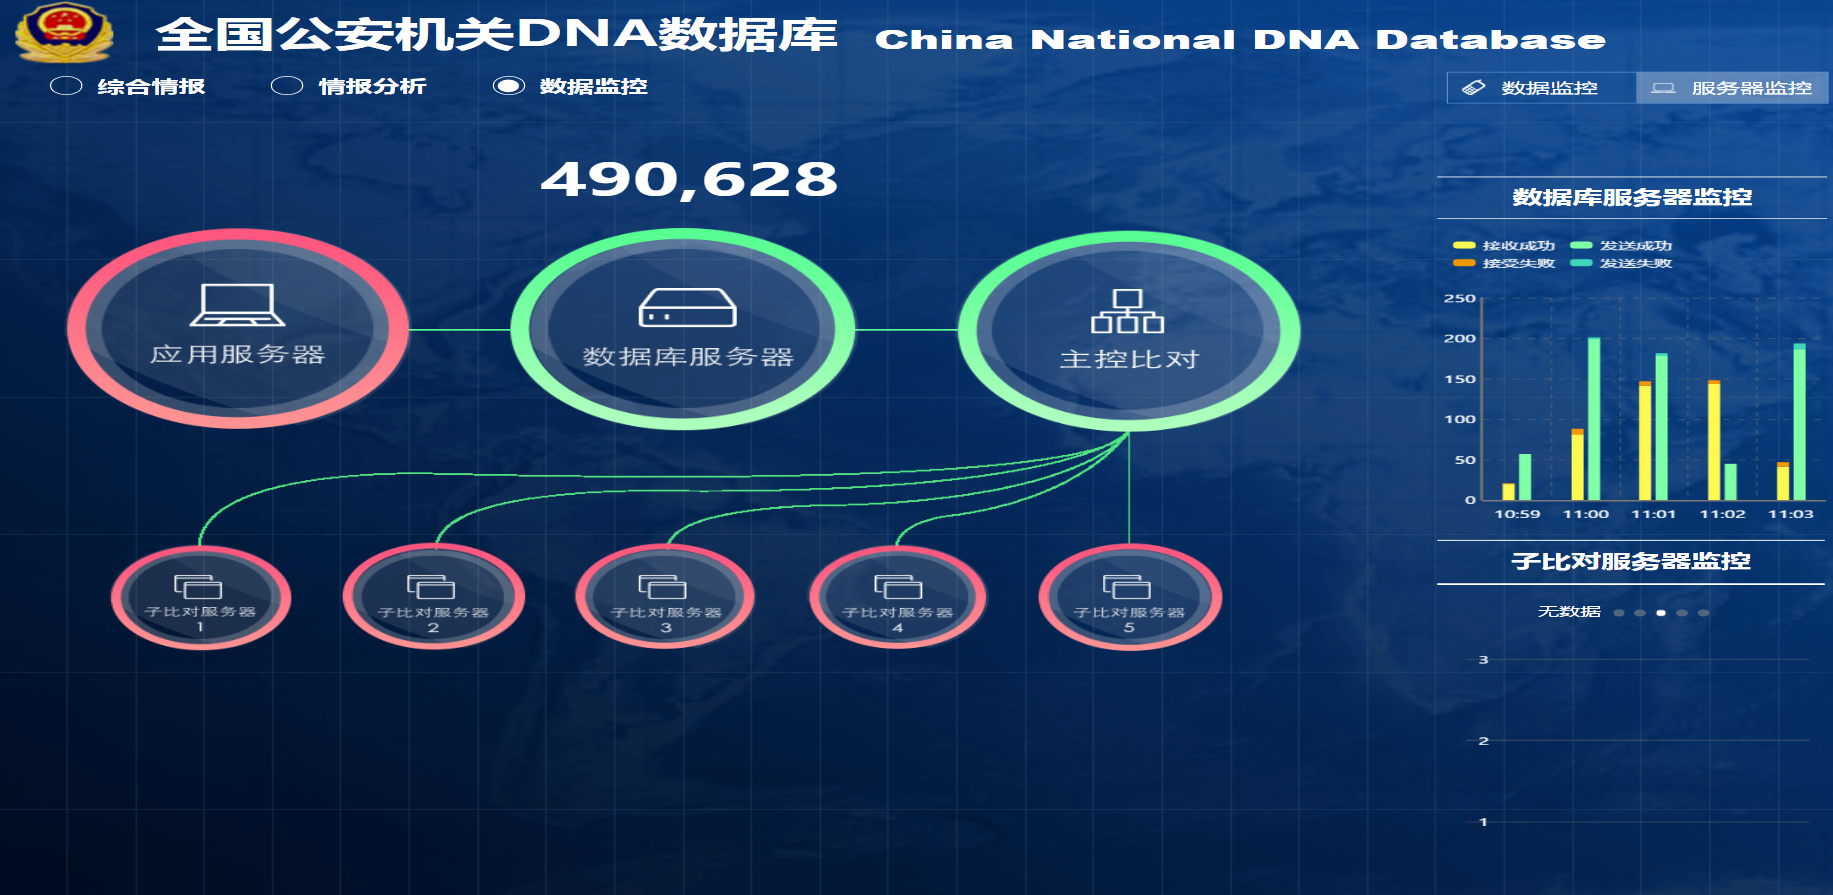 全国公安机关DNA数据库 China National DNA Database
综合情报 情报分析 数据监控
数据监控 服务器监控
490,628
应用服务器
数据库服务器
主控比对
子比对服务器
1
子比对服务器
2
子比对服务器
3
子比对服务器
4
子比对服务器
5
数据库服务器监控
接收成功 发送成功
接受失败 发送失败
250
200
150
100
50
0
10:59 11:00 11:01 11:02 11:03
子比对服务器监控
无数据
3
2
1